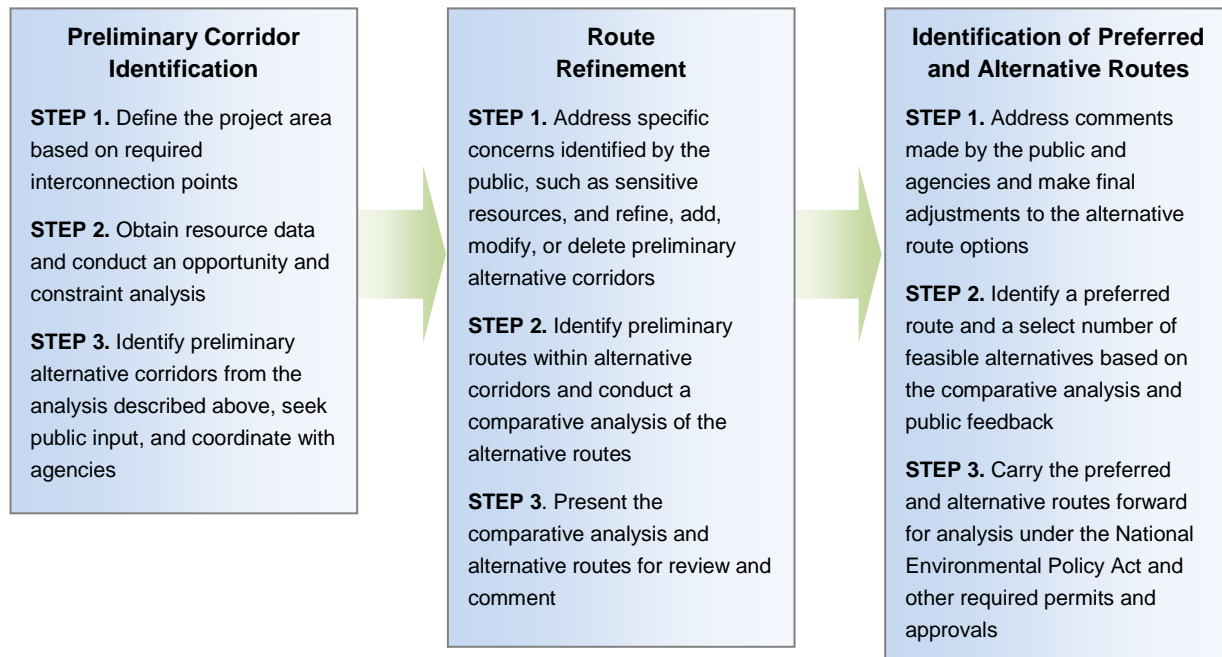 Preliminary Corridor
Identification
STEP 1. Define the project area
based on required
interconnection points
STEP 2. Obtain resource data
and conduct an opportunity and
constraint analysis
STEP 3. Identify preliminary
alternative corridors from the
analysis described above, seek
public input, and coordinate with
agencies
Route
Refinement
STEP 1. Address specific
concerns identified by the
public, such as sensitive
resources, and refine, add,
modify, or delete preliminary
alternative corridors
STEP 2. Identify preliminary
routes within alternative
corridors and conduct a
comparative analysis of the
alternative routes
STEP 3. Present the
comparative analysis and
alternative routes for review and
comment
Identification of Preferred
and Alternative Routes
STEP 1. Address comments
made by the public and
agencies and make final
adjustments to the alternative
route options
STEP 2. Identify a preferred
route and a select number of
feasible alternatives based on
the comparative analysis and
public feedback
STEP 3. Carry the preferred
and alternative routes forward
for analysis under the National
Environmental Policy Act and
other required permits and
approvals